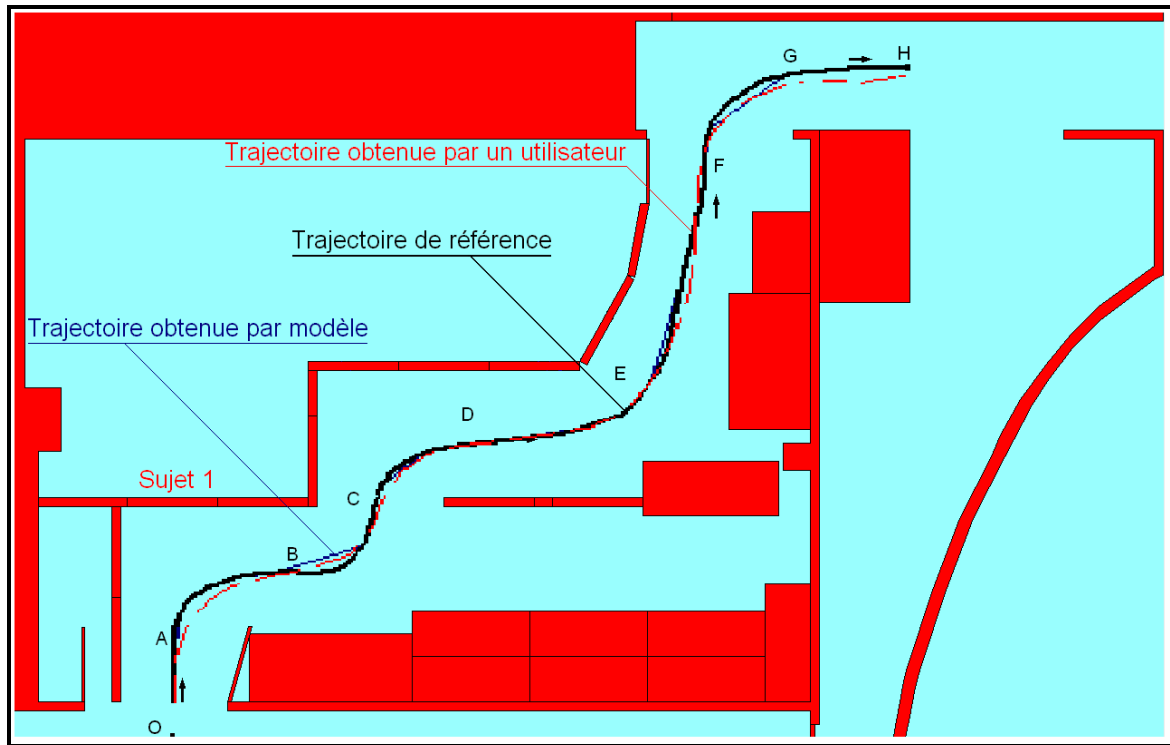 G
H
Trajectoire obtenue par un utilisateur
F
Trajectoire de référence
Trajectoire obtenue par modèle
E
D
Sujet 1
C
B
A
O